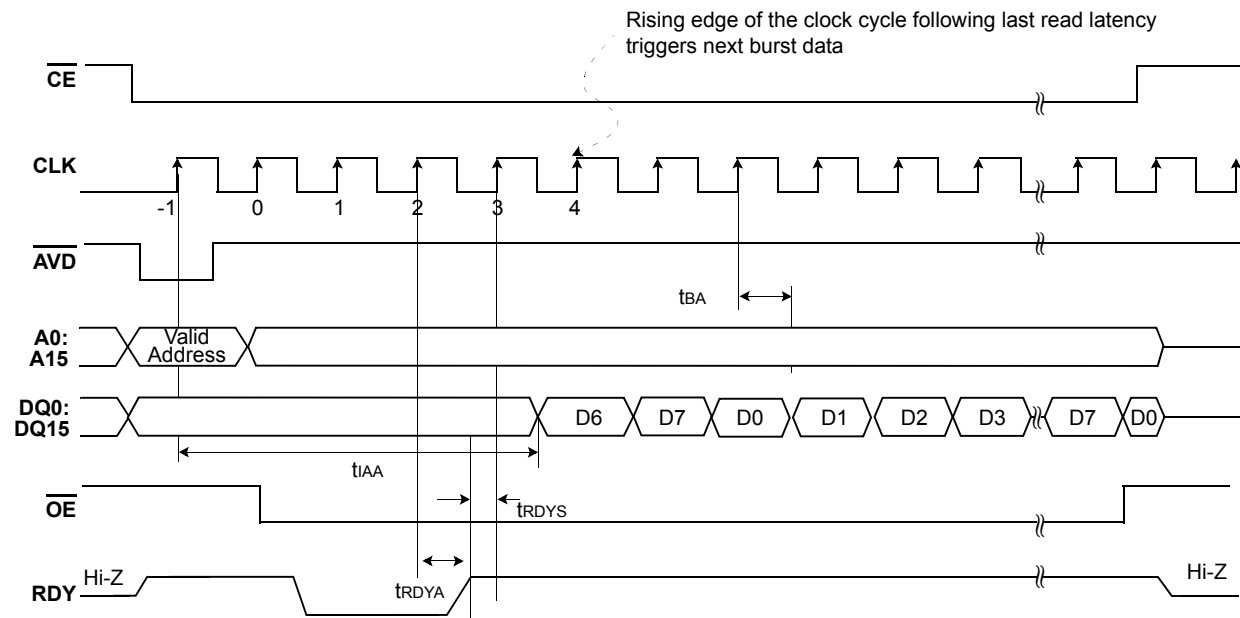 Rising edge of the clock cycle following last read latency
triggers next burst data
CE
CLK
-1 0 1 2 3 4
AVD
tBA
A0:
A15
Valid
Address
DQ0:
DQ15
D6 D7 D0 D1 D2 D3 D7 D0
tIAA
OE
tRDYS
Hi-Z
RDY
tRDYA
Hi-Z